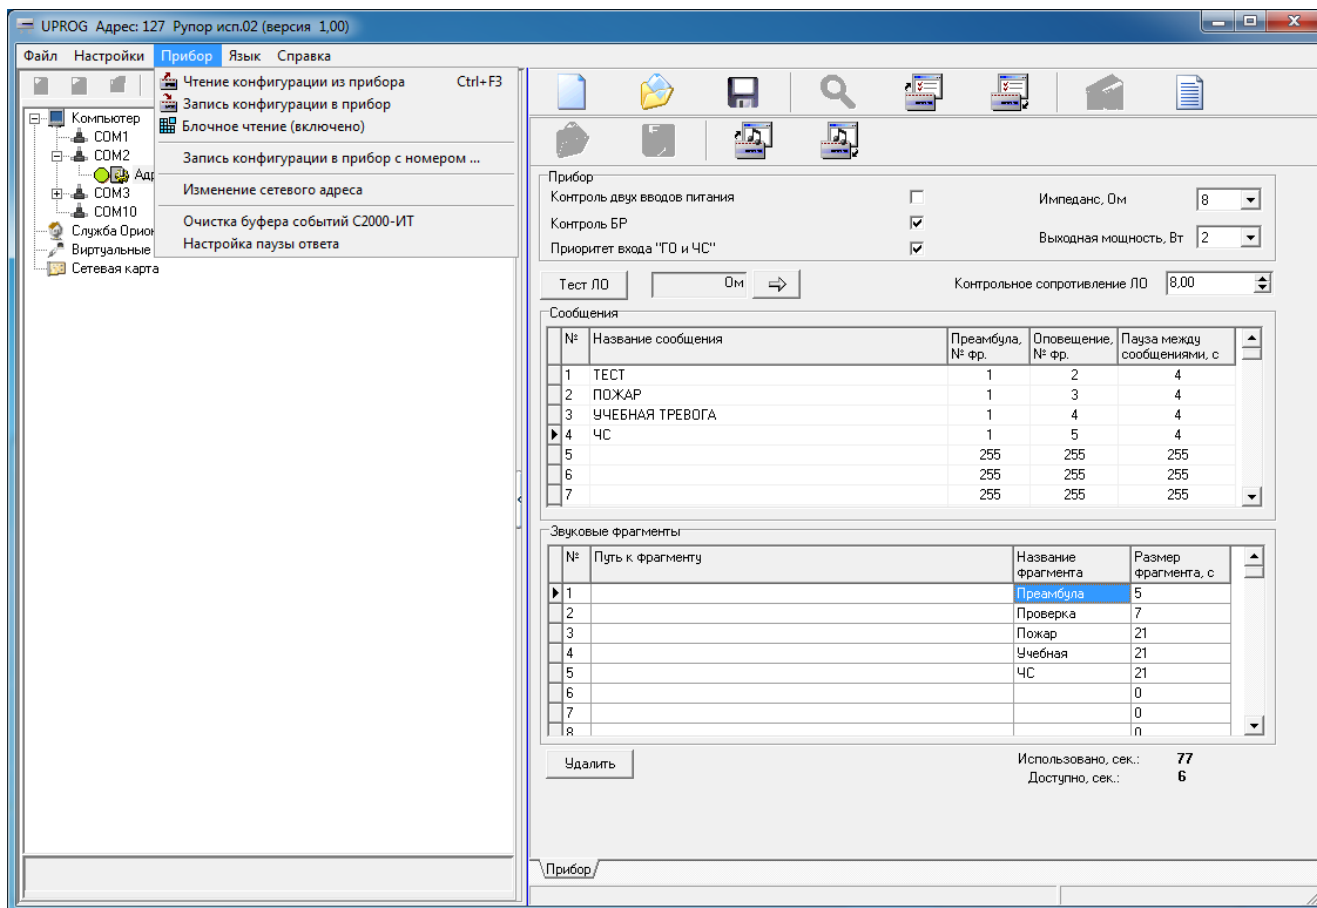 UPROG Адрес: 127 Рупор исп.02 (версия 1,00)
Файл Настройки Прибор Язык Справка
Чтение конфигурации из прибора Ctrl+F3
Запись конфигурации в прибор
Блочное чтение (включено)
Запись конфигурации в прибор с номером ...
Изменение сетевого адреса
Очистка буфера событий С2000-ИТ
Настройка паузы ответа
Компьютер
COM1
COM2
COM3
COM10
Виртуальные
Сетевая карта
Прибор
Контроль двух вводов питания
Контроль БР
Приоритет входа "ГО и ЧС"
Импеданс, Ом 8
Выходная мощность, Вт 2
Тест ЛО Ом
Контрольное сопротивление ЛО 8,00
Сообщения
№ Название сообщения Преамбула, № фр. Оповещение, № фр. Пауза между сообщениями, с
1 ТЕСТ 1 2 4
2 ПОЖАР 1 3 4
3 УЧЕБНАЯ ТРЕВОГА 1 4 4
4 ЧС 1 5 4
5 255 255 255
6 255 255 255
7 255 255 255
Звуковые фрагменты
№ Путь к фрагменту Название фрагмента Размер фрагмента, с
1 Преамбула 5
2 Проверка 7
3 Пожар 21
4 Учебная 21
5 ЧС 21
6 0
7 0
8 0
Удалить
Использовано, сек.: 77
Доступно, сек.: 6
Прибор